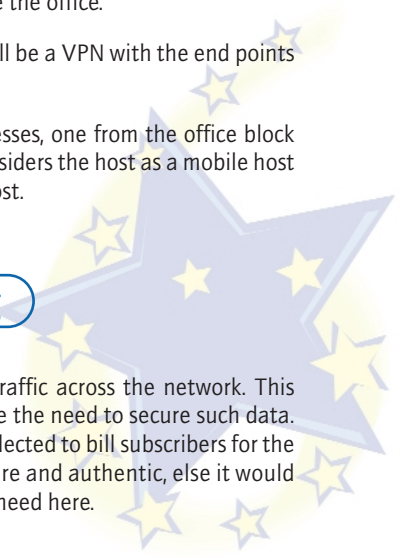 e the office.
ll be a VPN with the end points
esses, one from the office block
siders the host as a mobile host
ost.
raffic across the network. This
e the need to secure such data.
lected to bill subscribers for the
re and authentic, else it would
need here.